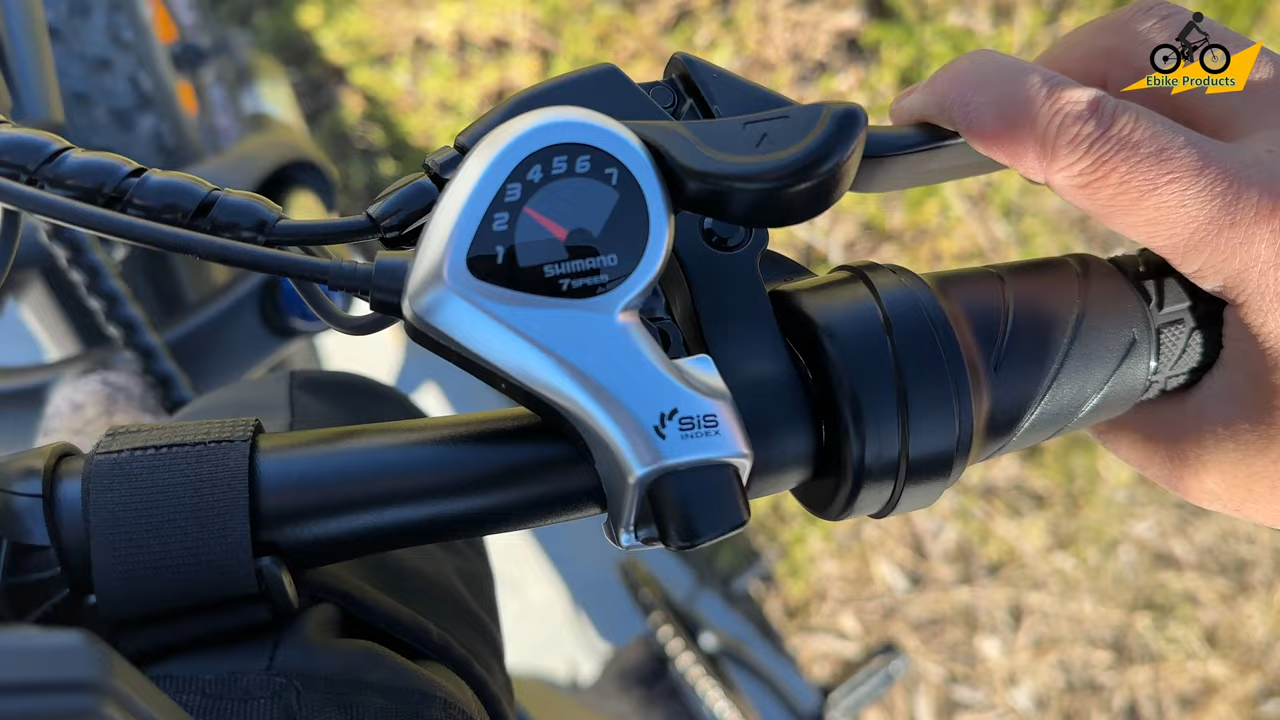 Ebike Products
1 2 3 4 5 6 7
SHIMANO
7 SPEED
SiS
INDEX